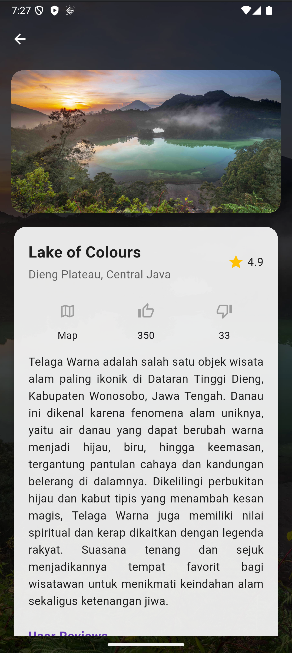 7:27
Lake of Colours
Dieng Plateau, Central Java
4.9
Map
350
33
Telaga Warna adalah salah satu objek wisata
alam paling ikonik di Dataran Tinggi Dieng,
Kabupaten Wonosobo, Jawa Tengah. Danau
ini dikenal karena fenomena alam uniknya,
yaitu air danau yang dapat berubah warna
menjadi hijau, biru, hingga keemasan,
tergantung pantulan cahaya dan kandungan
belerang di dalamnya. Dikelilingi perbukitan
hijau dan kabut tipis yang menambah kesan
magis, Telaga Warna juga memiliki nilai
spiritual dan kerap dikaitkan dengan legenda
rakyat. Suasana tenang dan sejuk
menjadikannya tempat favorit bagi
wisatawan untuk menikmati keindahan alam
sekaligus ketenangan jiwa.
User Reviews